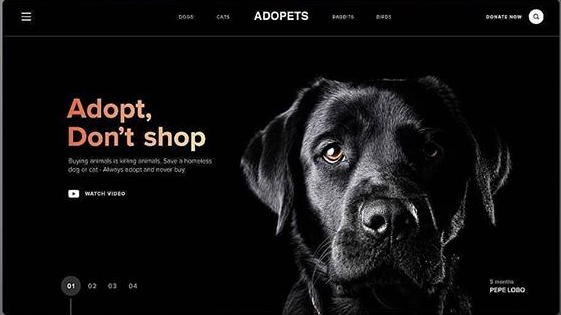 DOGS CATS ADOPETS RABBITS BIRDS DONATE NOW
Adopt,
Don't shop
Buying animals is killing animals. Save a homeless
dog or cat - Always adopt and never buy.
WATCH VIDEO
01 02 03 04
5 months
PEPE LOBO